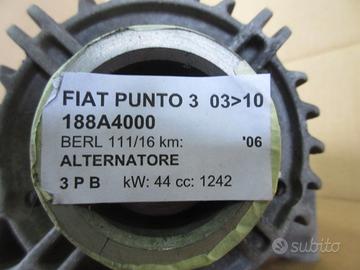 FIAT PUNTO 3 03>10
188A4000
BERL 111/16 km: '06
ALTERNATORE
3 P B kW: 44 cc: 1242
subito